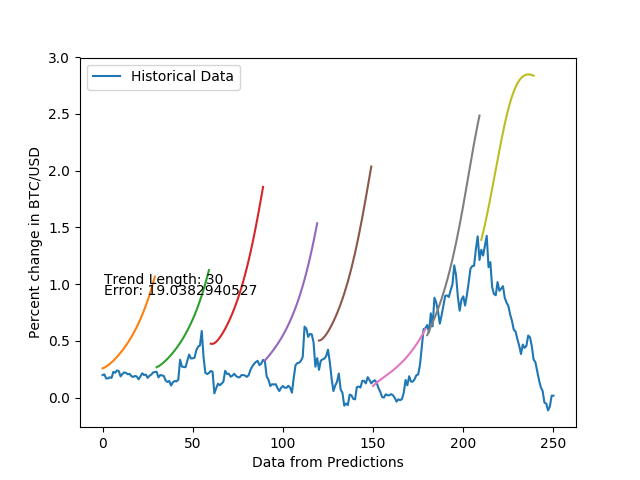 3.0
Historical Data
2.5
2.0
1.5
1.0
0.5
0.0
Percent change in BTC/USD
Trend Length: 30
Error: 19.0382940527
0 50 100 150 200 250
Data from Predictions